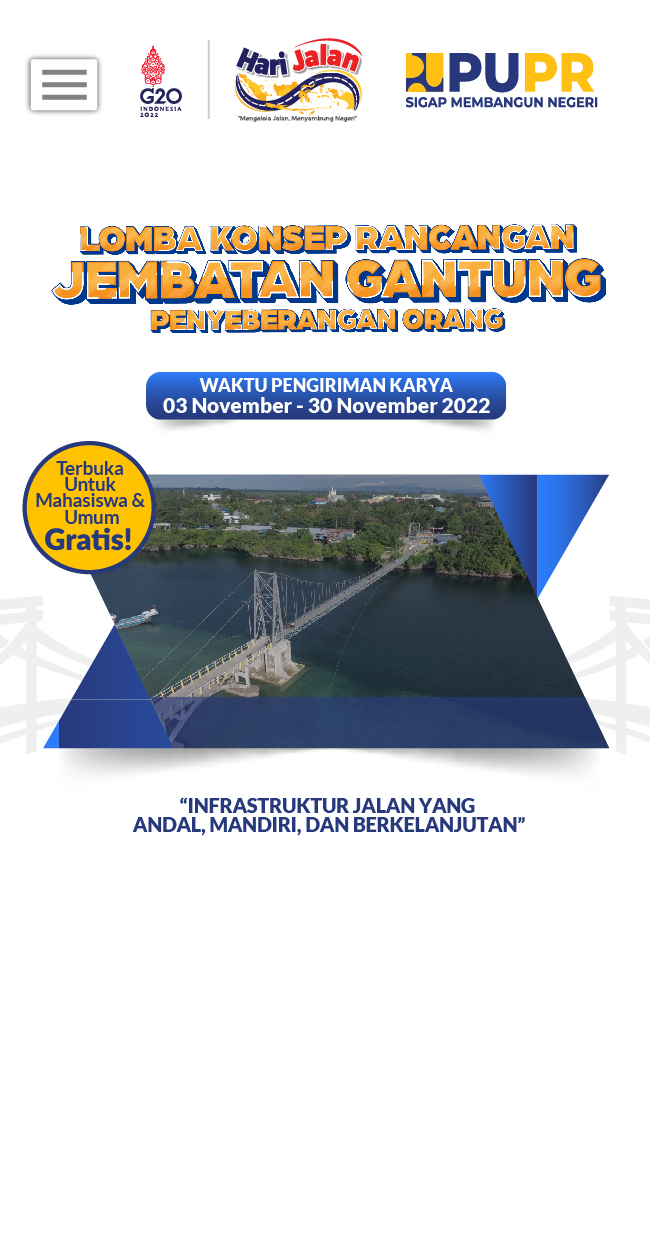 G20
INDONESIA
2022
Hari Jalan
"Mengelola Jalan, Menyambung Negeri"
PUPR
SIGAP MEMBANGUN NEGERI
LOMBA KONSEP RANCANGAN
JEMBATAN GANTUNG
PENYEBERANGAN ORANG
WAKTU PENGIRIMAN KARYA
03 November - 30 November 2022
Terbuka
Untuk
Mahasiswa &
Umum
Gratis!
“INFRASTRUKTUR JALAN YANG
ANDAL, MANDIRI, DAN BERKELANJUTAN”